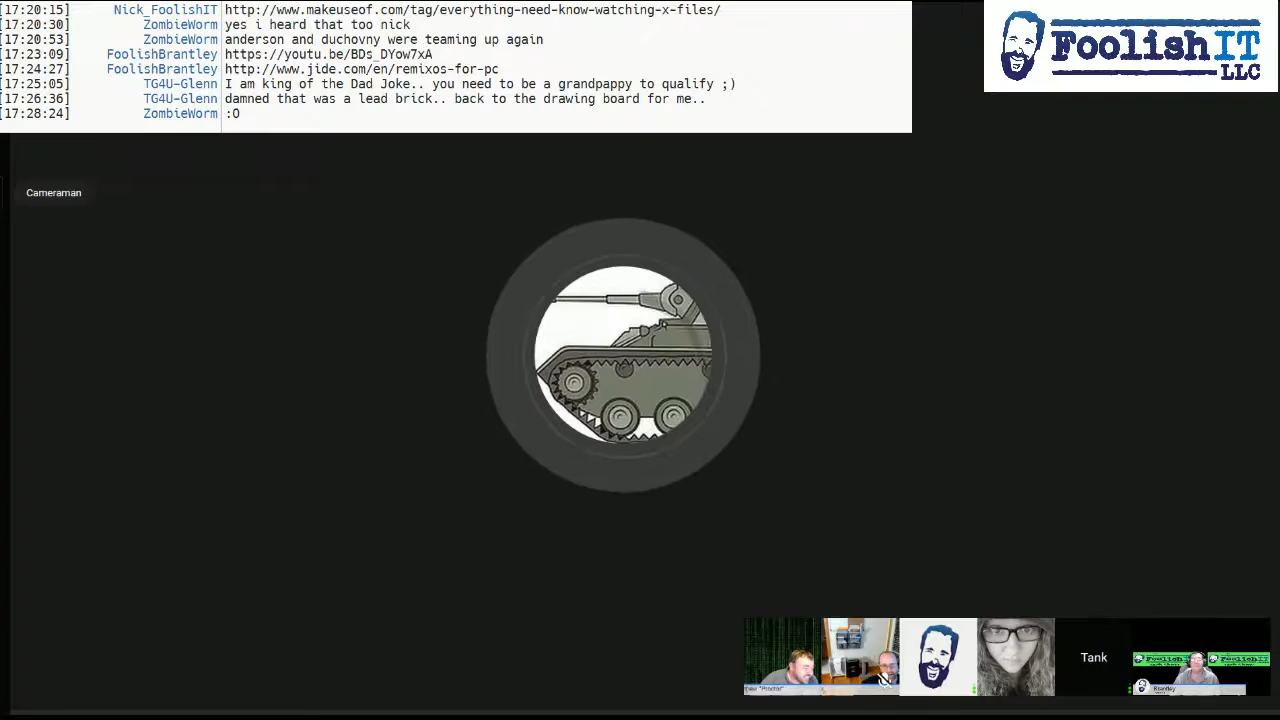 [17:20:15] Nick_FoolishIT http://www.makeuseof.com/tag/everything-need-know-watching-x-files/
[17:20:30] ZombieWorm yes i heard that too nick
[17:20:53] ZombieWorm anderson and duchovny were teaming up again
[17:23:09] FoolishBrantley https://youtu.be/BDs_DYow7xA
[17:24:27] FoolishBrantley http://www.jide.com/en/remixos-for-pc
[17:25:05] TG4U-Glenn I am king of the Dad Joke.. you need to be a grandpappy to qualify ;)
[17:26:36] TG4U-Glenn damned that was a lead brick.. back to the drawing board for me..
[17:28:24] ZombieWorm :O
FoolishIT
LLC
Cameraman
Tank
FoolishIT
FoolishIT
Brantley